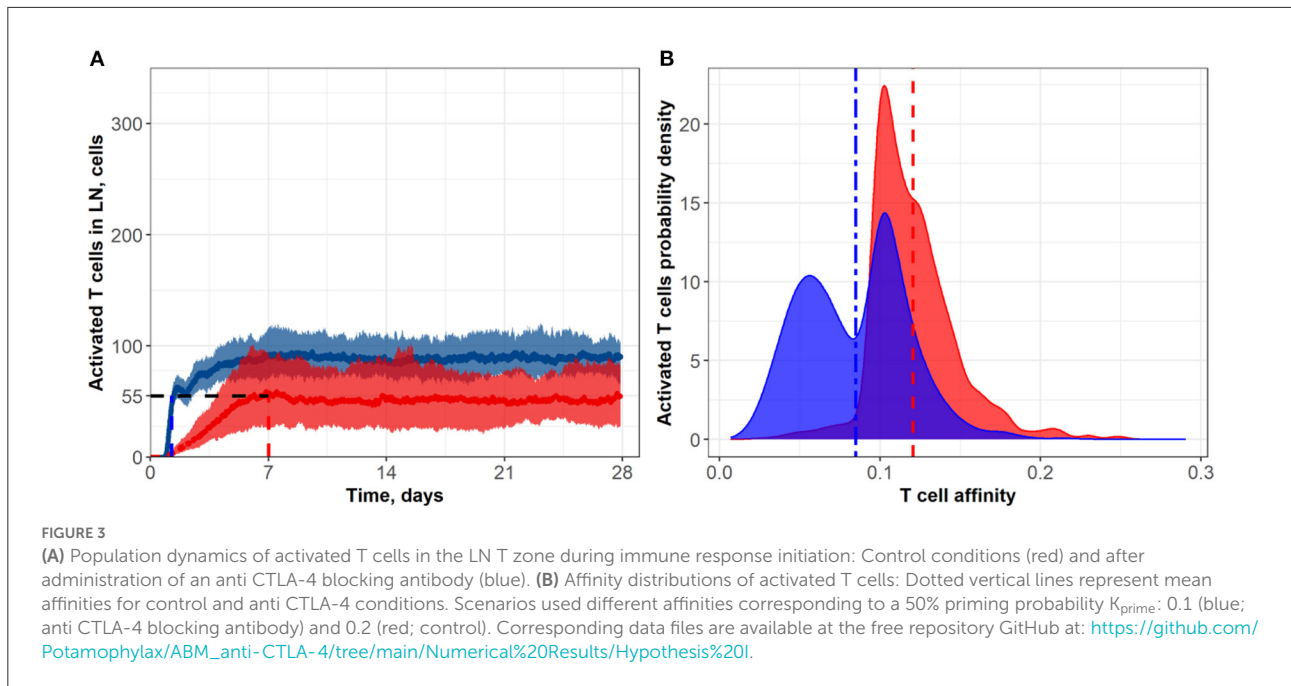 A
B
Activated T cells in LN, cells
300
200
100
55
0
0 7 14 21 28
Time, days
Activated T cells probability density
20
15
10
5
0
0.0 0.1 0.2 0.3
T cell affinity
FIGURE 3
(A) Population dynamics of activated T cells in the LN T zone during immune response initiation: Control conditions (red) and after
administration of an anti CTLA-4 blocking antibody (blue). (B) Affinity distributions of activated T cells: Dotted vertical lines represent mean
affinities for control and anti CTLA-4 conditions. Scenarios used different affinities corresponding to a 50% priming probability Kprime: 0.1 (blue;
anti CTLA-4 blocking antibody) and 0.2 (red; control). Corresponding data files are available at the free repository GitHub at: https://github.com/
Potamophylax/ABM_anti-CTLA-4/tree/main/Numerical%20Results/Hypothesis%20I.